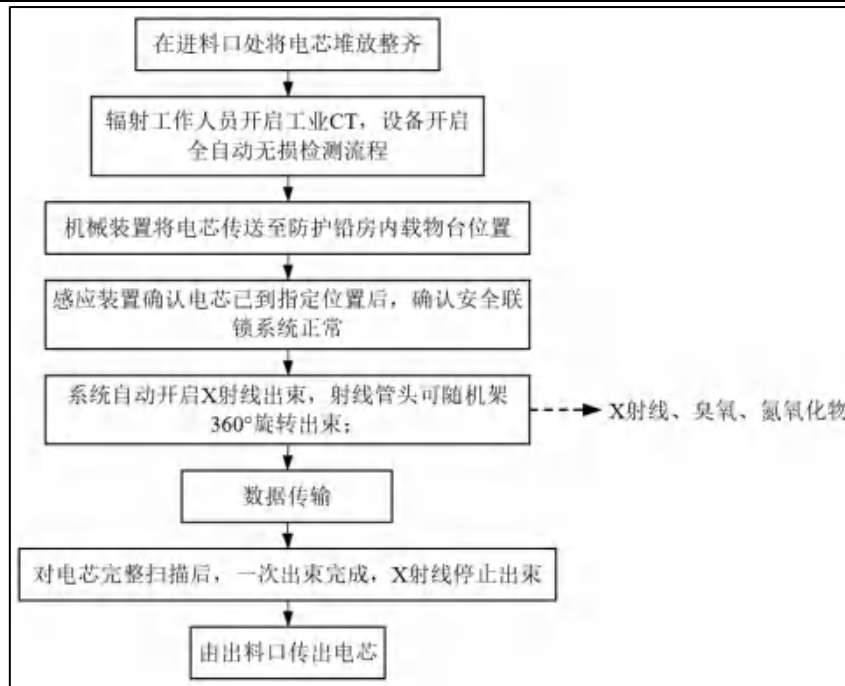 在进料口处将电芯堆放整齐
辐射工作人员开启工业CT，设备开启
全自动无损检测流程
机械装置将电芯传送至防护铅房内载物台位置
感应装置确认电芯已到指定位置后，确认安全联
锁系统正常
系统自动开启X射线出束，射线管头可随机架
360°旋转出束；
X射线、臭氧、氮氧化物
数据传输
对电芯完整扫描后，一次出束完成，X射线停止出束
由出料口传出电芯